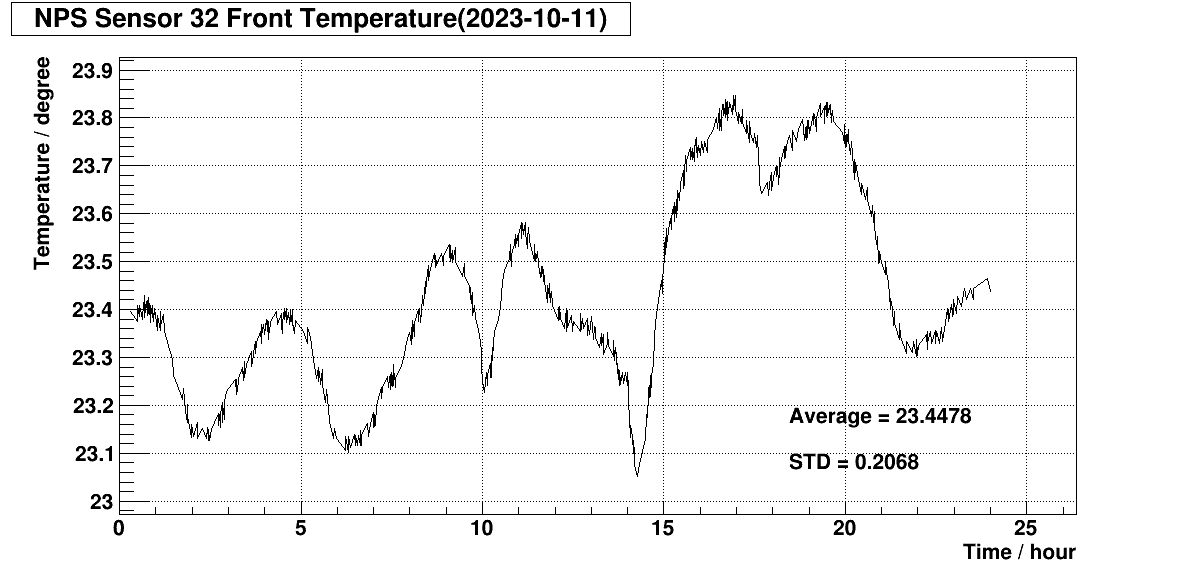 NPS Sensor 32 Front Temperature(2023-10-11)
Temperature / degree
23.9
23.8
23.7
23.6
23.5
23.4
23.3
23.2
23.1
23
Average = 23.4478
STD = 0.2068
0 5 10 15 20 25
Time / hour